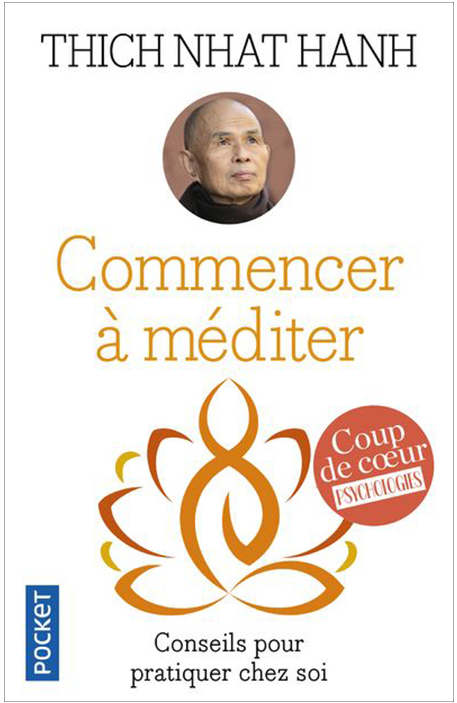 THICH NHAT HANH
Commencer
à méditer
Coup
de cœur
PSYCHOLOGIES
POCKET
Conseils pour
pratiquer chez soi